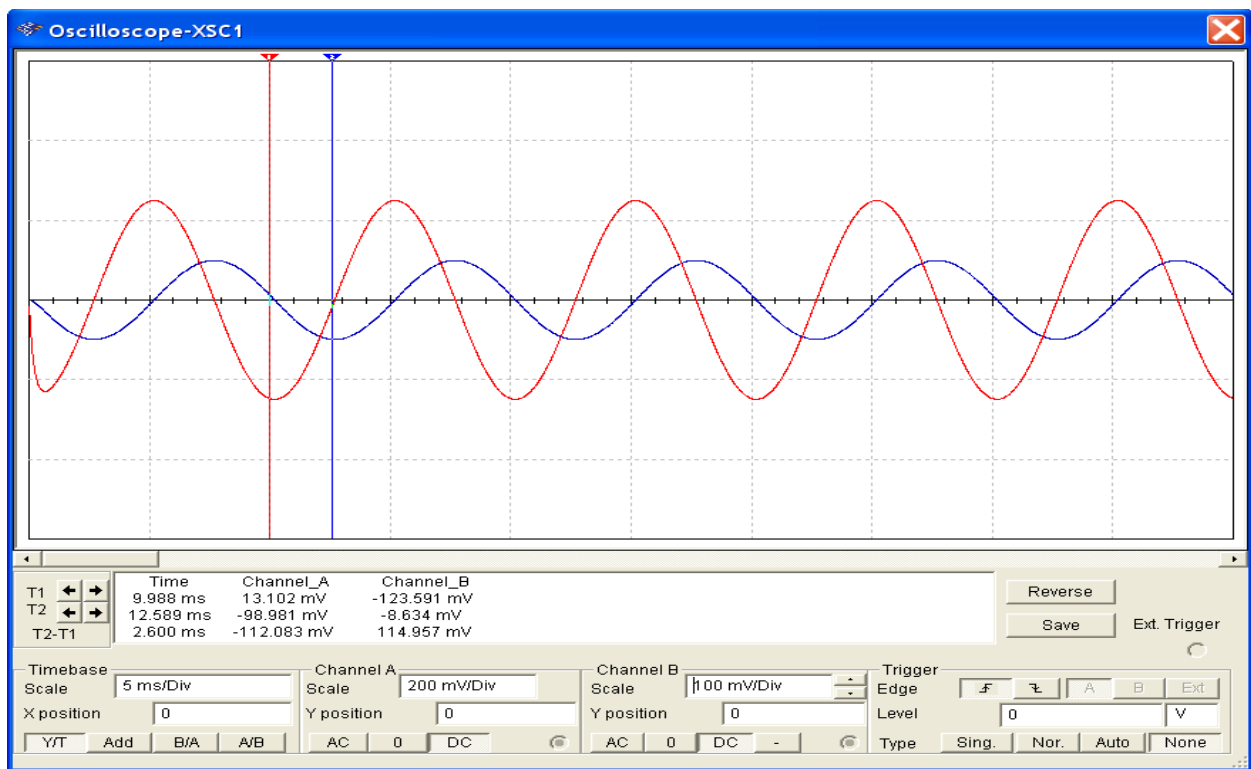 Oscilloscope-XSC1
1 2
Time Channel_A Channel_B
T1 9.988 ms 13.102 mV -123.591 mV
T2 12.589 ms -98.981 mV -8.634 mV
T2-T1 2.600 ms -112.083 mV 114.957 mV
Reverse
Save
Ext. Trigger
Timebase
Scale 5 ms/Div
X position 0
Y/T Add B/A A/B
Channel A
Scale 200 mV/Div
Y position 0
AC 0 DC
Channel B
Scale 100 mV/Div
Y position 0
AC 0 DC -
Trigger
Edge A B Ext
Level 0 V
Type Sing. Nor. Auto None